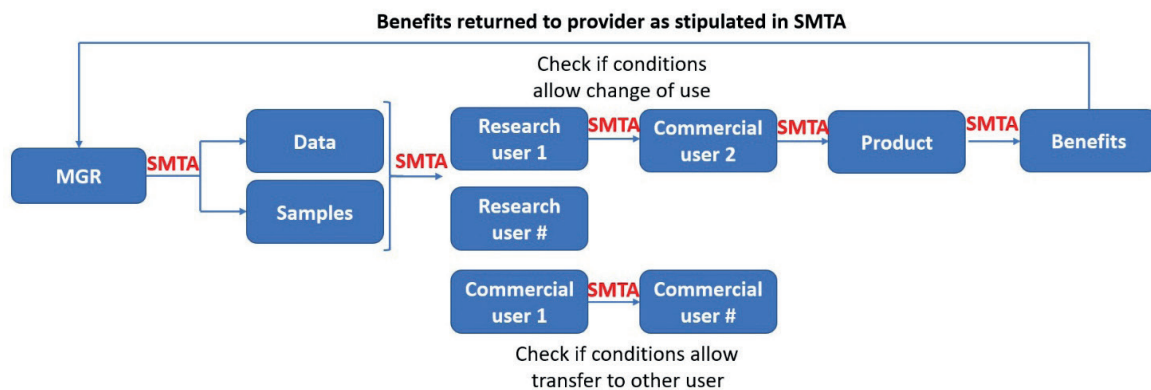 Benefits returned to provider as stipulated in SMTA
Check if conditions
allow change of use
MGR
SMTA
Data
Samples
SMTA
Research
user 1
SMTA
Commercial
user 2
SMTA
Product
SMTA
Benefits
Research
user #
Commercial
user 1
SMTA
Commercial
user #
Check if conditions allow
transfer to other user